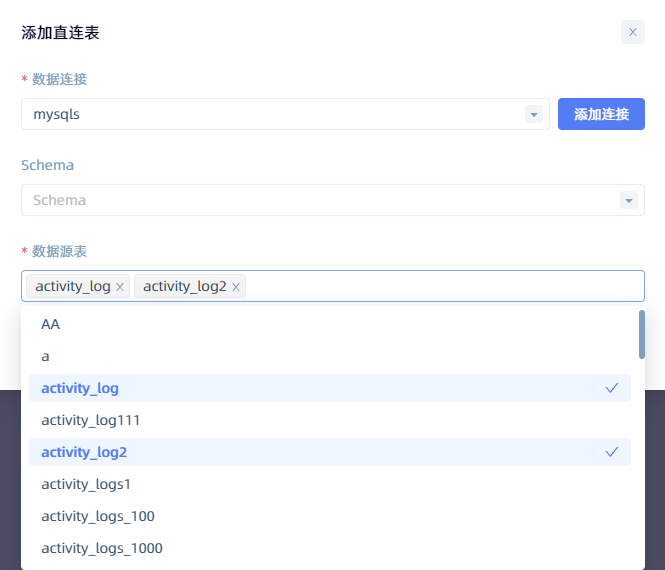 添加直连表
* 数据连接
mysqls
添加连接
Schema
Schema
* 数据源表
activity_log activity_log2
AA
a
activity_log
activity_log111
activity_log2
activity_logs1
activity_logs_100
activity_logs_1000